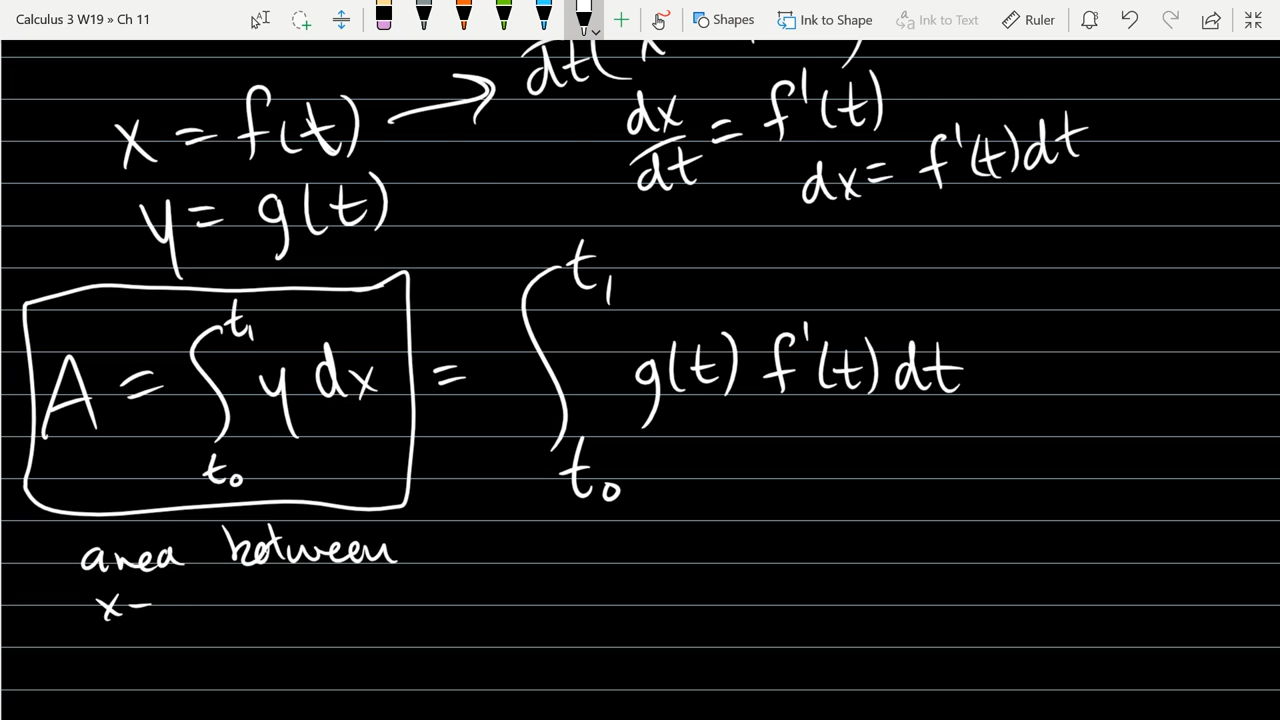 Calculus 3 W19 » Ch 11
Shapes
Ink to Shape
Ink to Text
Ruler
dt( x
x = f(t) →
dx/dt = f'(t)
dx = f'(t)dt
y = g(t)
A = ∫_{t₀}^{t₁} y dx = ∫_{t₀}^{t₁} g(t) f'(t) dt
area between
x-